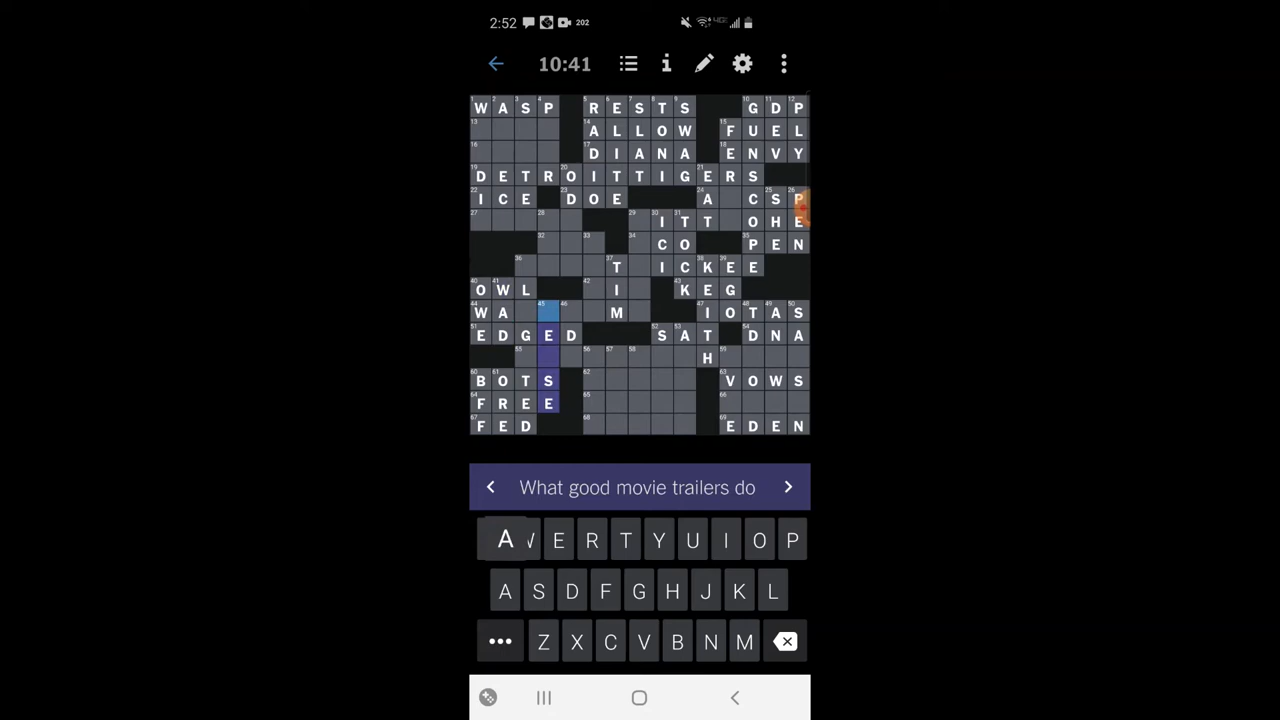 2:52 202
10:41
WASP RESTS GDP
ALLOW FUEL
DIANA ENVY
DETROITTIGERS
ICE DOE A CSP
ITT OHE
CO PEN
T ICKEE
OWL I KEG
WA M IOTAS
EDGED SAT DNA
H
BOTS VOWS
FREE
FED EDEN
What good movie trailers do
A W E R T Y U I O P
A S D F G H J K L
••• Z X C V B N M